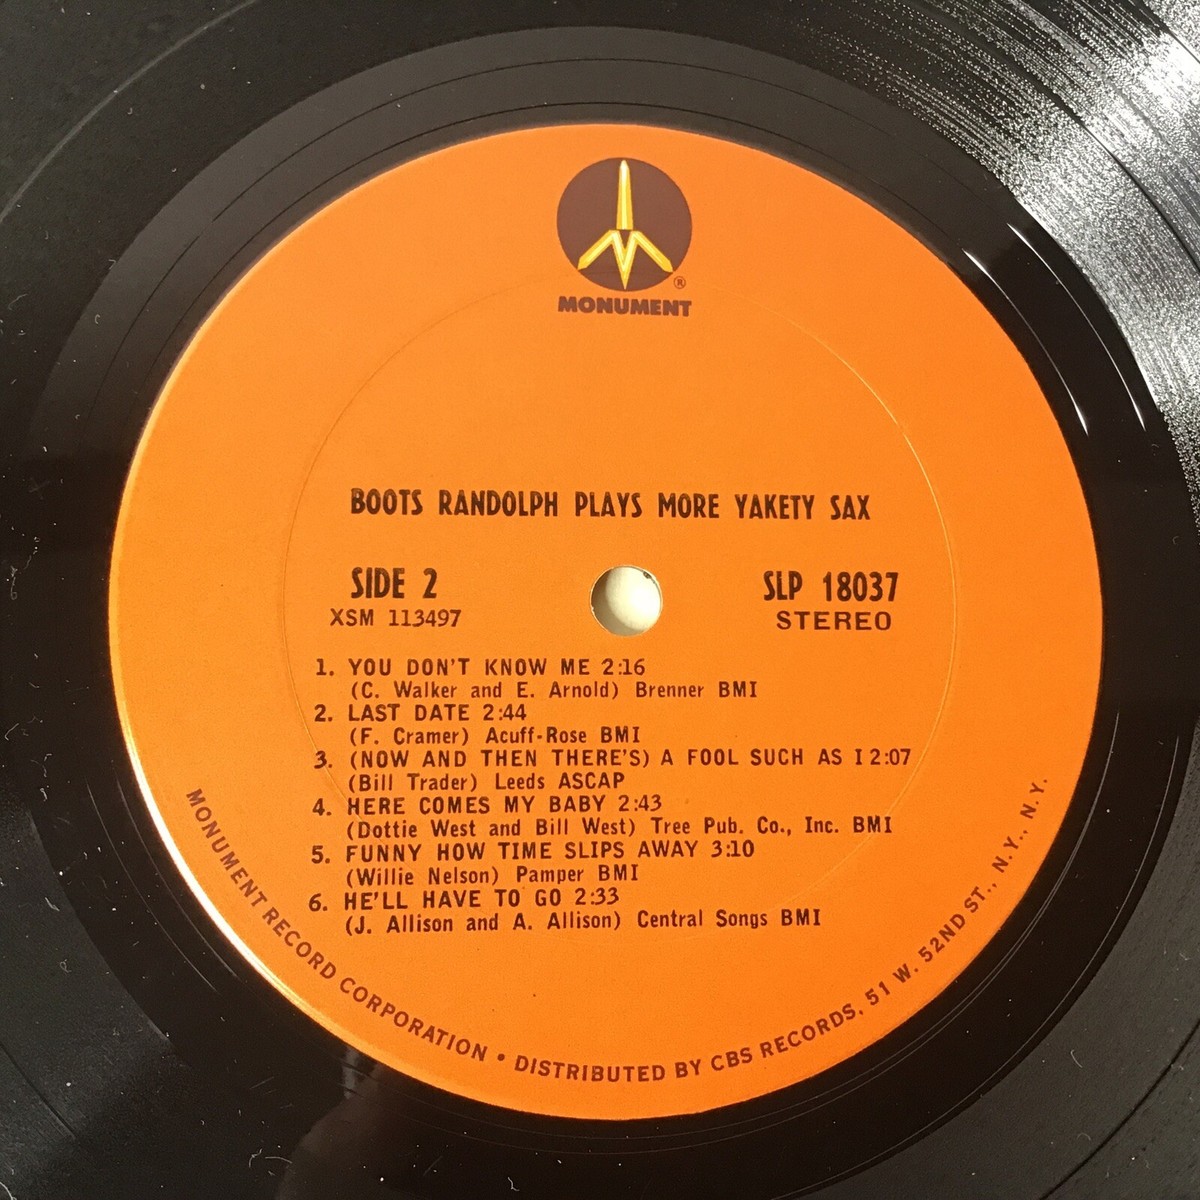 ®
MONUMENT
BOOTS RANDOLPH PLAYS MORE YAKETY SAX
SIDE 2
XSM 113497
SLP 18037
STEREO
1. YOU DON'T KNOW ME 2:16
(C. Walker and E. Arnold) Brenner BMI
2. LAST DATE 2:44
(F. Cramer) Acuff-Rose BMI
3. (NOW AND THEN THERE'S) A FOOL SUCH AS I 2:07
(Bill Trader) Leeds ASCAP
4. HERE COMES MY BABY 2:43
(Dottie West and Bill West) Tree Pub. Co., Inc. BMI
5. FUNNY HOW TIME SLIPS AWAY 3:10
(Willie Nelson) Pamper BMI
6. HE'LL HAVE TO GO 2:33
(J. Allison and A. Allison) Central Songs BMI
MONUMENT RECORD CORPORATION • DISTRIBUTED BY CBS RECORDS, 51 W. 52ND ST., N.Y., N.Y.